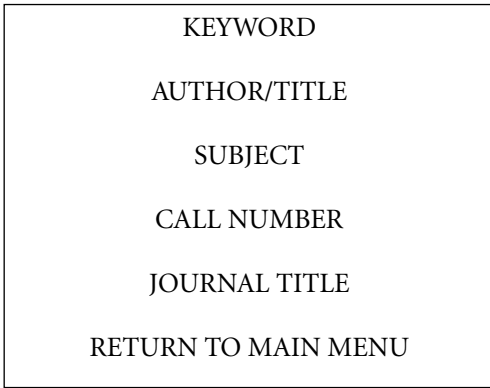 KEYWORD
AUTHOR/TITLE
SUBJECT
CALL NUMBER
JOURNAL TITLE
RETURN TO MAIN MENU